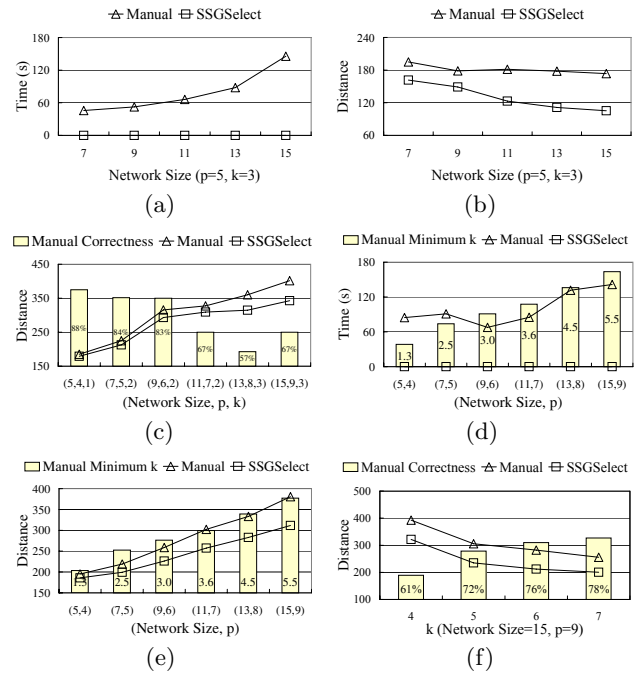 Manual SSGSelect
180
120
60
0
Time (s)
7 9 11 13 15
Network Size (p=5, k=3)
(a)
Manual SSGSelect
240
180
120
60
Distance
7 9 11 13 15
Network Size (p=5, k=3)
(b)
Manual Correctness Manual SSGSelect
450
350
250
150
Distance
88% 84% 83% 67% 57% 67%
(5,4,1) (7,5,2) (9,6,2) (11,7,2) (13,8,3) (15,9,3)
(Network Size, p, k)
(c)
Manual Minimum k Manual SSGSelect
180
120
60
0
Time (s)
1.3 2.5 3.0 3.6 4.5 5.5
(5,4) (7,5) (9,6) (11,7) (13,8) (15,9)
(Network Size, p)
(d)
Manual Minimum k Manual SSGSelect
400
350
300
250
200
150
Distance
1.3 2.5 3.0 3.6 4.5 5.5
(5,4) (7,5) (9,6) (11,7) (13,8) (15,9)
(Network Size, p)
(e)
Manual Correctness Manual SSGSelect
500
400
300
200
100
Distance
61% 72% 76% 78%
4 5 6 7
k (Network Size=15, p=9)
(f)